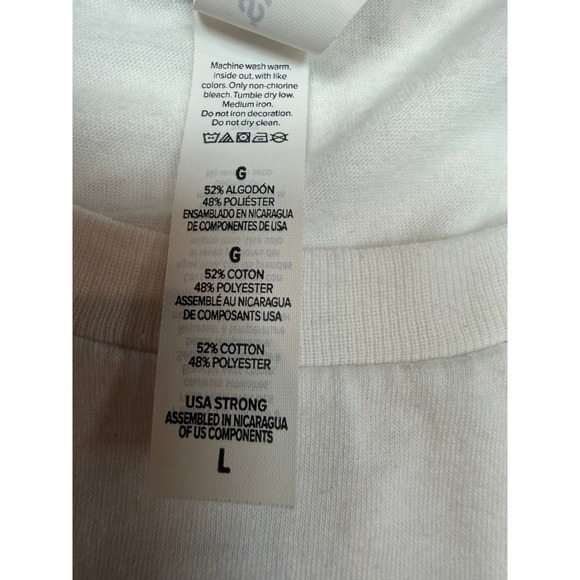 Machine wash warm,
inside out, with like
colors. Only non-chlorine
bleach. Tumble dry low.
Medium iron.
Do not iron decoration.
Do not dry clean.
G
52% ALGODÓN
48% POLIÉSTER
ENSAMBLADO EN NICARAGUA
DE COMPONENTES DE USA
G
52% COTON
48% POLYESTER
ASSEMBLÉ AU NICARAGUA
DE COMPOSANTS USA
52% COTTON
48% POLYESTER
USA STRONG
ASSEMBLED IN NICARAGUA
OF US COMPONENTS
L